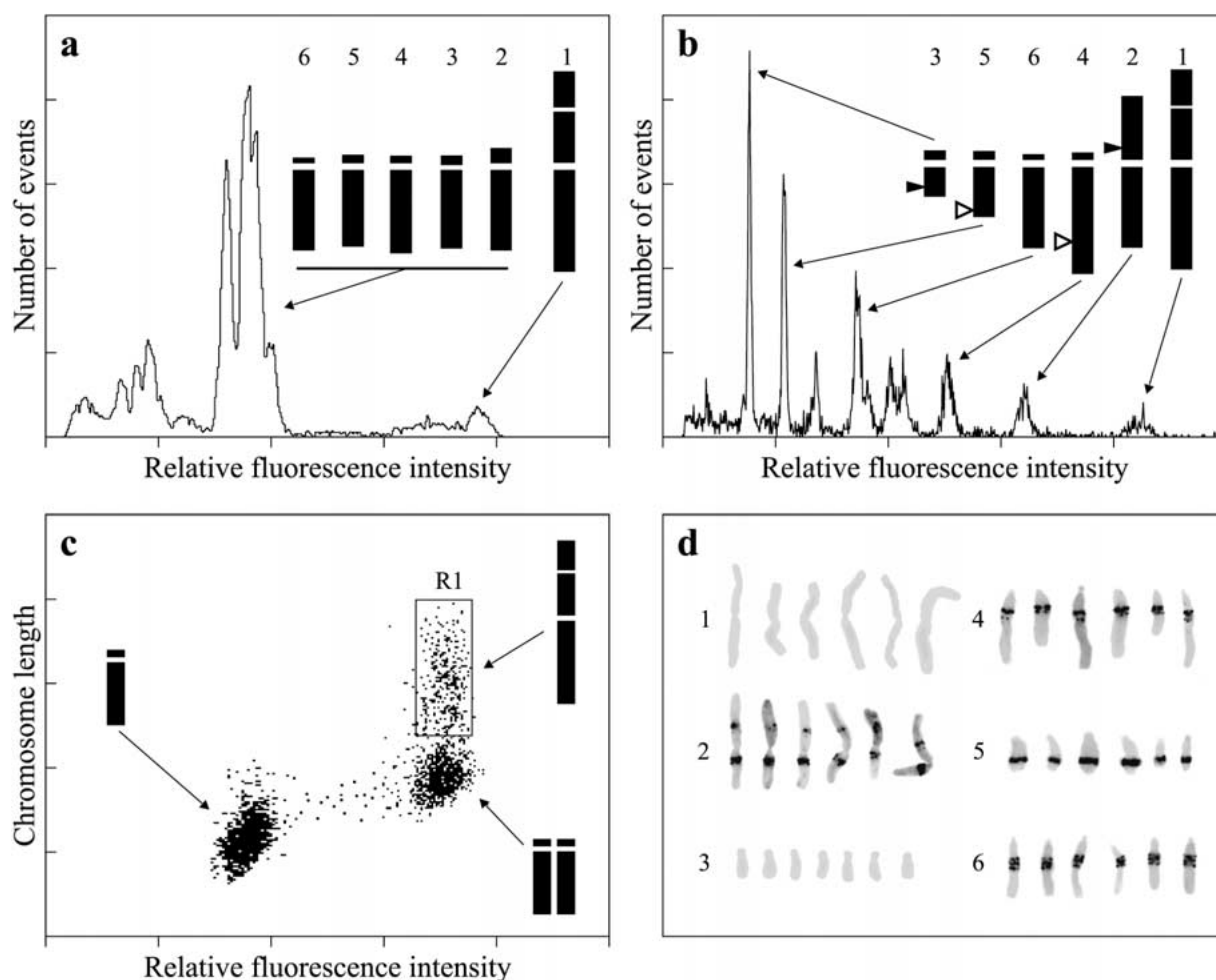 a
6 5 4 3 2 1
Number of events
Relative fluorescence intensity
b
3 5 6 4 2 1
Number of events
Relative fluorescence intensity
c
R1
Chromosome length
Relative fluorescence intensity
d
1
2
3
4
5
6